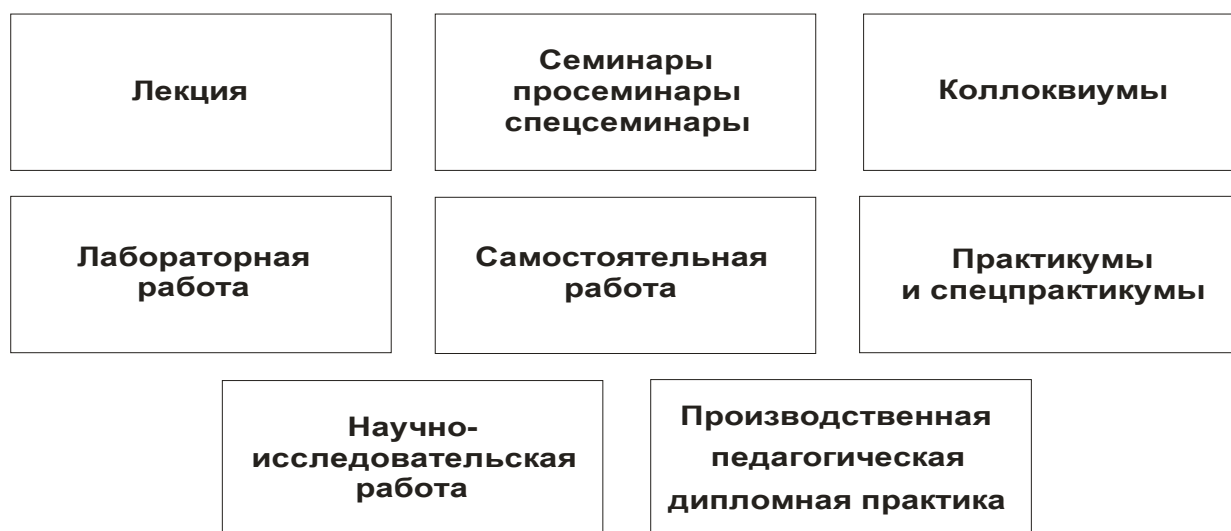 Лекция
Семинары
просеминары
спецсеминары
Коллоквиумы
Лабораторная
работа
Самостоятельная
работа
Практикумы
и спецпрактикумы
Научно-
исследовательская
работа
Производственная
педагогическая
дипломная практика